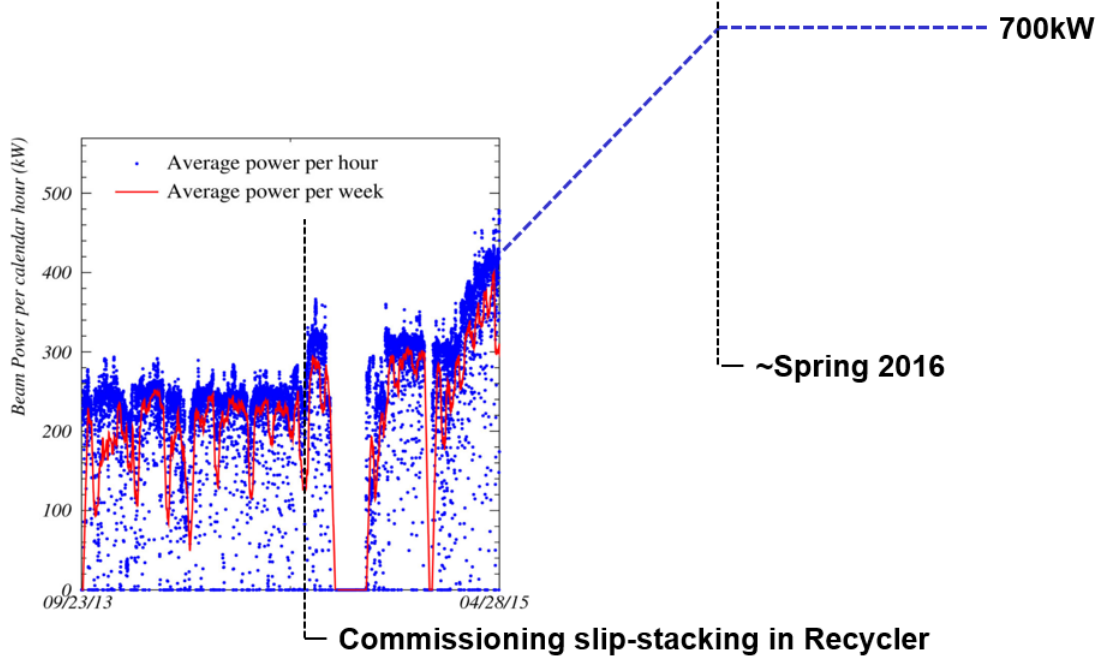 700kW
Beam Power per calendar hour (kW)
Average power per hour
Average power per week
500
400
300
200
100
0
09/23/13
04/28/15
~Spring 2016
Commissioning slip-stacking in Recycler